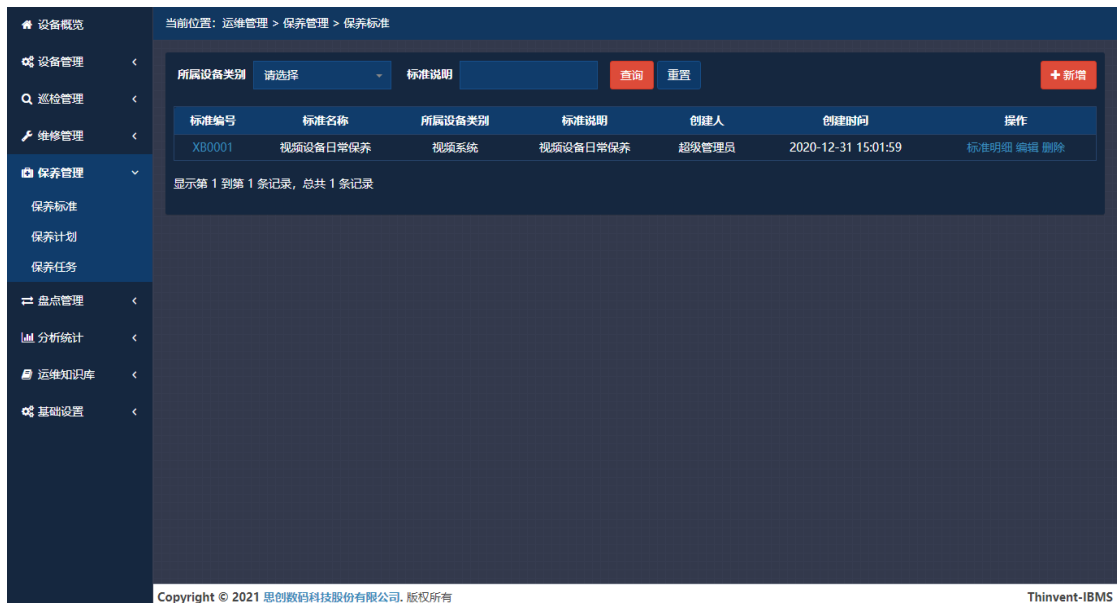 设备概览
设备管理
巡检管理
维修管理
保养管理
保养标准
保养计划
保养任务
盘点管理
分析统计
运维知识库
基础设置
当前位置：运维管理 > 保养管理 > 保养标准
所属设备类别 请选择 标准说明 查询 重置 新增
标准编号 标准名称 所属设备类别 标准说明 创建人 创建时间 操作
XB0001 视频设备日常保养 视频系统 视频设备日常保养 超级管理员 2020-12-31 15:01:59 标准明细 编辑 删除
显示第 1 到第 1 条记录，总共 1 条记录
Copyright © 2021 思创数码科技股份有限公司. 版权所有 Thinvent-IBMS